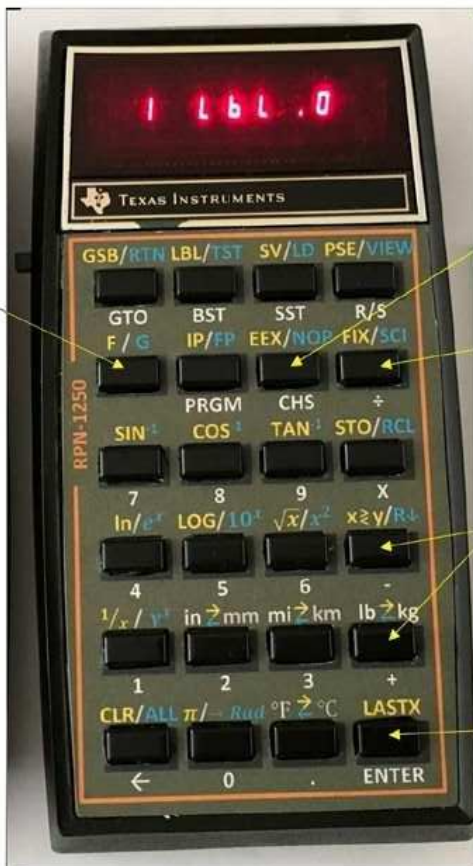 1 LbL .0
TEXAS INSTRUMENTS
GSB/RTN LBL/TST SV/LD PSE/VIEW
GTO BST SST R/S
F / G IP/FP EEX/NOP FIX/SCI
PRGM CHS ÷
RPN-1250
SIN⁻¹ COS⁻¹ TAN⁻¹ STO/RCL
7 8 9 X
ln/eˣ LOG/10ˣ √x/x² x≷y/R↓
4 5 6 -
1/x / yˣ in⇄mm mi⇄km lb⇄kg
1 2 3 +
CLR/ALL π/→Rad °F⇄°C LASTX
← 0 . ENTER